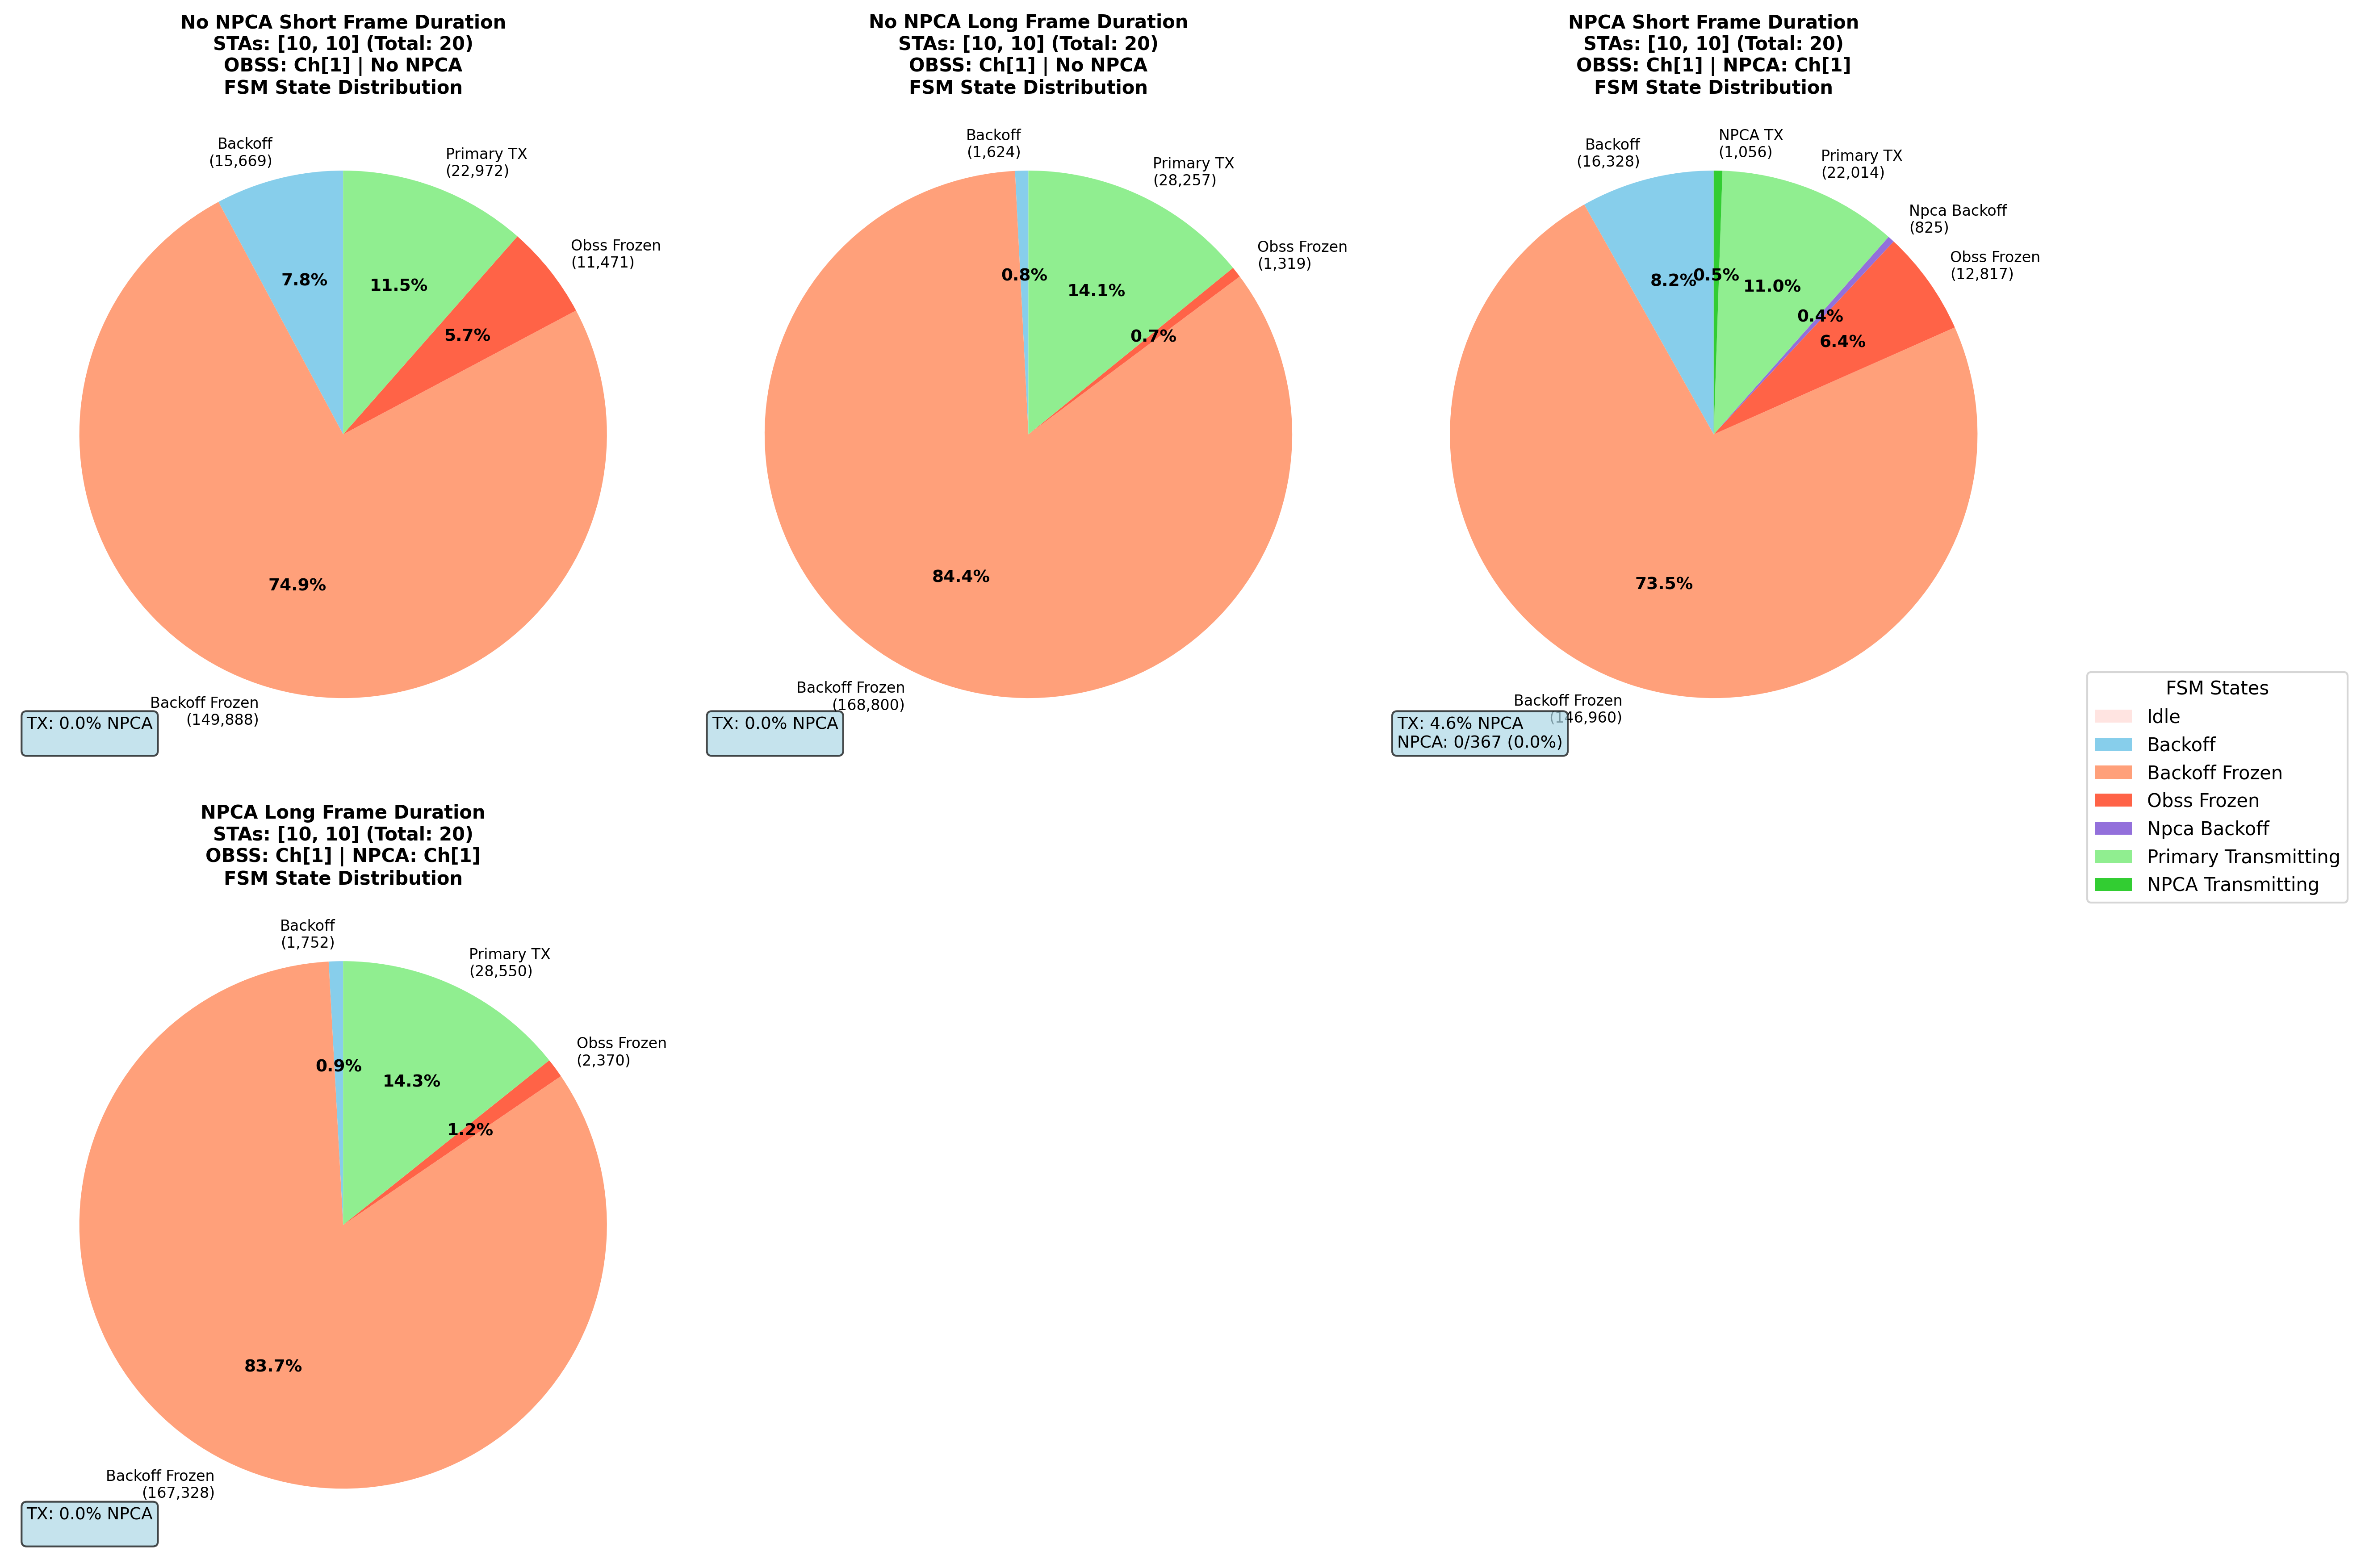 No NPCA Short Frame Duration
STAs: [10, 10] (Total: 20)
OBSS: Ch[1] | No NPCA
FSM State Distribution
Backoff
(15,669)
Primary TX
(22,972)
Obss Frozen
(11,471)
7.8%
11.5%
5.7%
74.9%
Backoff Frozen
(149,888)
TX: 0.0% NPCA
No NPCA Long Frame Duration
STAs: [10, 10] (Total: 20)
OBSS: Ch[1] | No NPCA
FSM State Distribution
Backoff
(1,624)
Primary TX
(28,257)
Obss Frozen
(1,319)
0.8%
14.1%
0.7%
84.4%
Backoff Frozen
(168,800)
TX: 0.0% NPCA
NPCA Short Frame Duration
STAs: [10, 10] (Total: 20)
OBSS: Ch[1] | NPCA: Ch[1]
FSM State Distribution
Backoff
(16,328)
NPCA TX
(1,056)
Primary TX
(22,014)
Npca Backoff
(825)
Obss Frozen
(12,817)
8.2%
0.5%
11.0%
0.4%
6.4%
73.5%
Backoff Frozen
(146,960)
TX: 4.6% NPCA
NPCA: 0/367 (0.0%)
FSM States
Idle
Backoff
Backoff Frozen
Obss Frozen
Npca Backoff
Primary Transmitting
NPCA Transmitting
NPCA Long Frame Duration
STAs: [10, 10] (Total: 20)
OBSS: Ch[1] | NPCA: Ch[1]
FSM State Distribution
Backoff
(1,752)
Primary TX
(28,550)
Obss Frozen
(2,370)
0.9%
14.3%
1.2%
83.7%
Backoff Frozen
(167,328)
TX: 0.0% NPCA